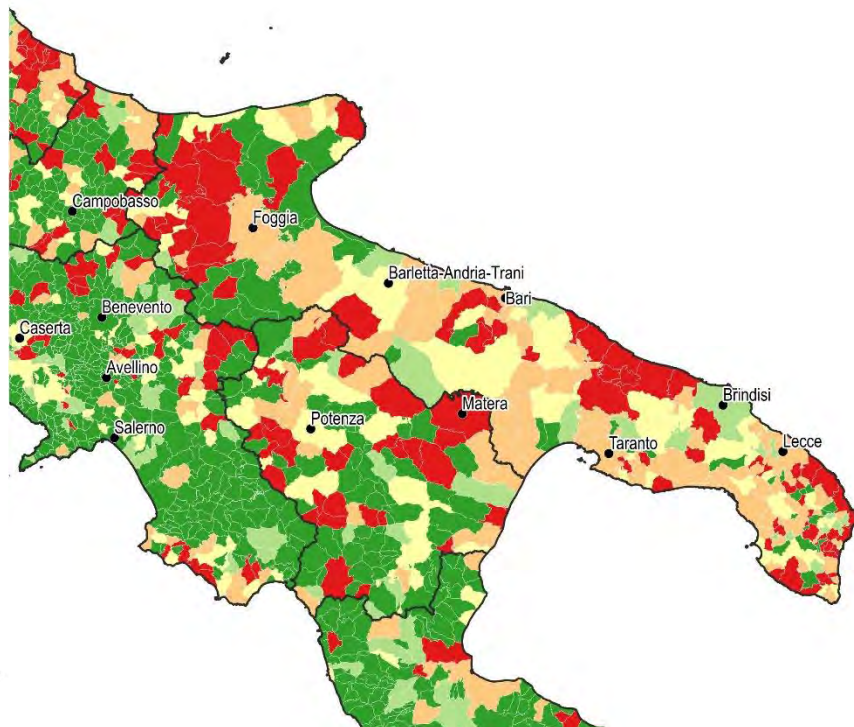 Campobasso
Foggia
Barletta-Andria-Trani
Bari
Benevento
Caserta
Avellino
Salerno
Potenza
Matera
Brindisi
Taranto
Lecce